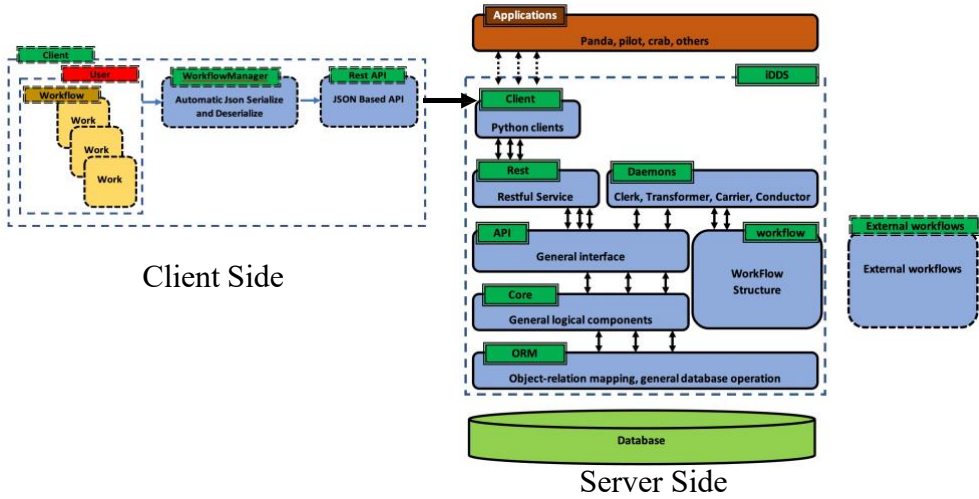 Client
User
Workflow
Work
Work
Work
WorkflowManager
Automatic Json Serialize
and Deserialize
Rest API
JSON Based API
Client Side
Applications
Panda, pilot, crab, others
iDDS
Client
Python clients
Rest
Restful Service
Daemons
Clerk, Transformer, Carrier, Conductor
API
General interface
workflow
WorkFlow
Structure
Core
General logical components
ORM
Object-relation mapping, general database operation
Database
Server Side
External workflows
External workflows